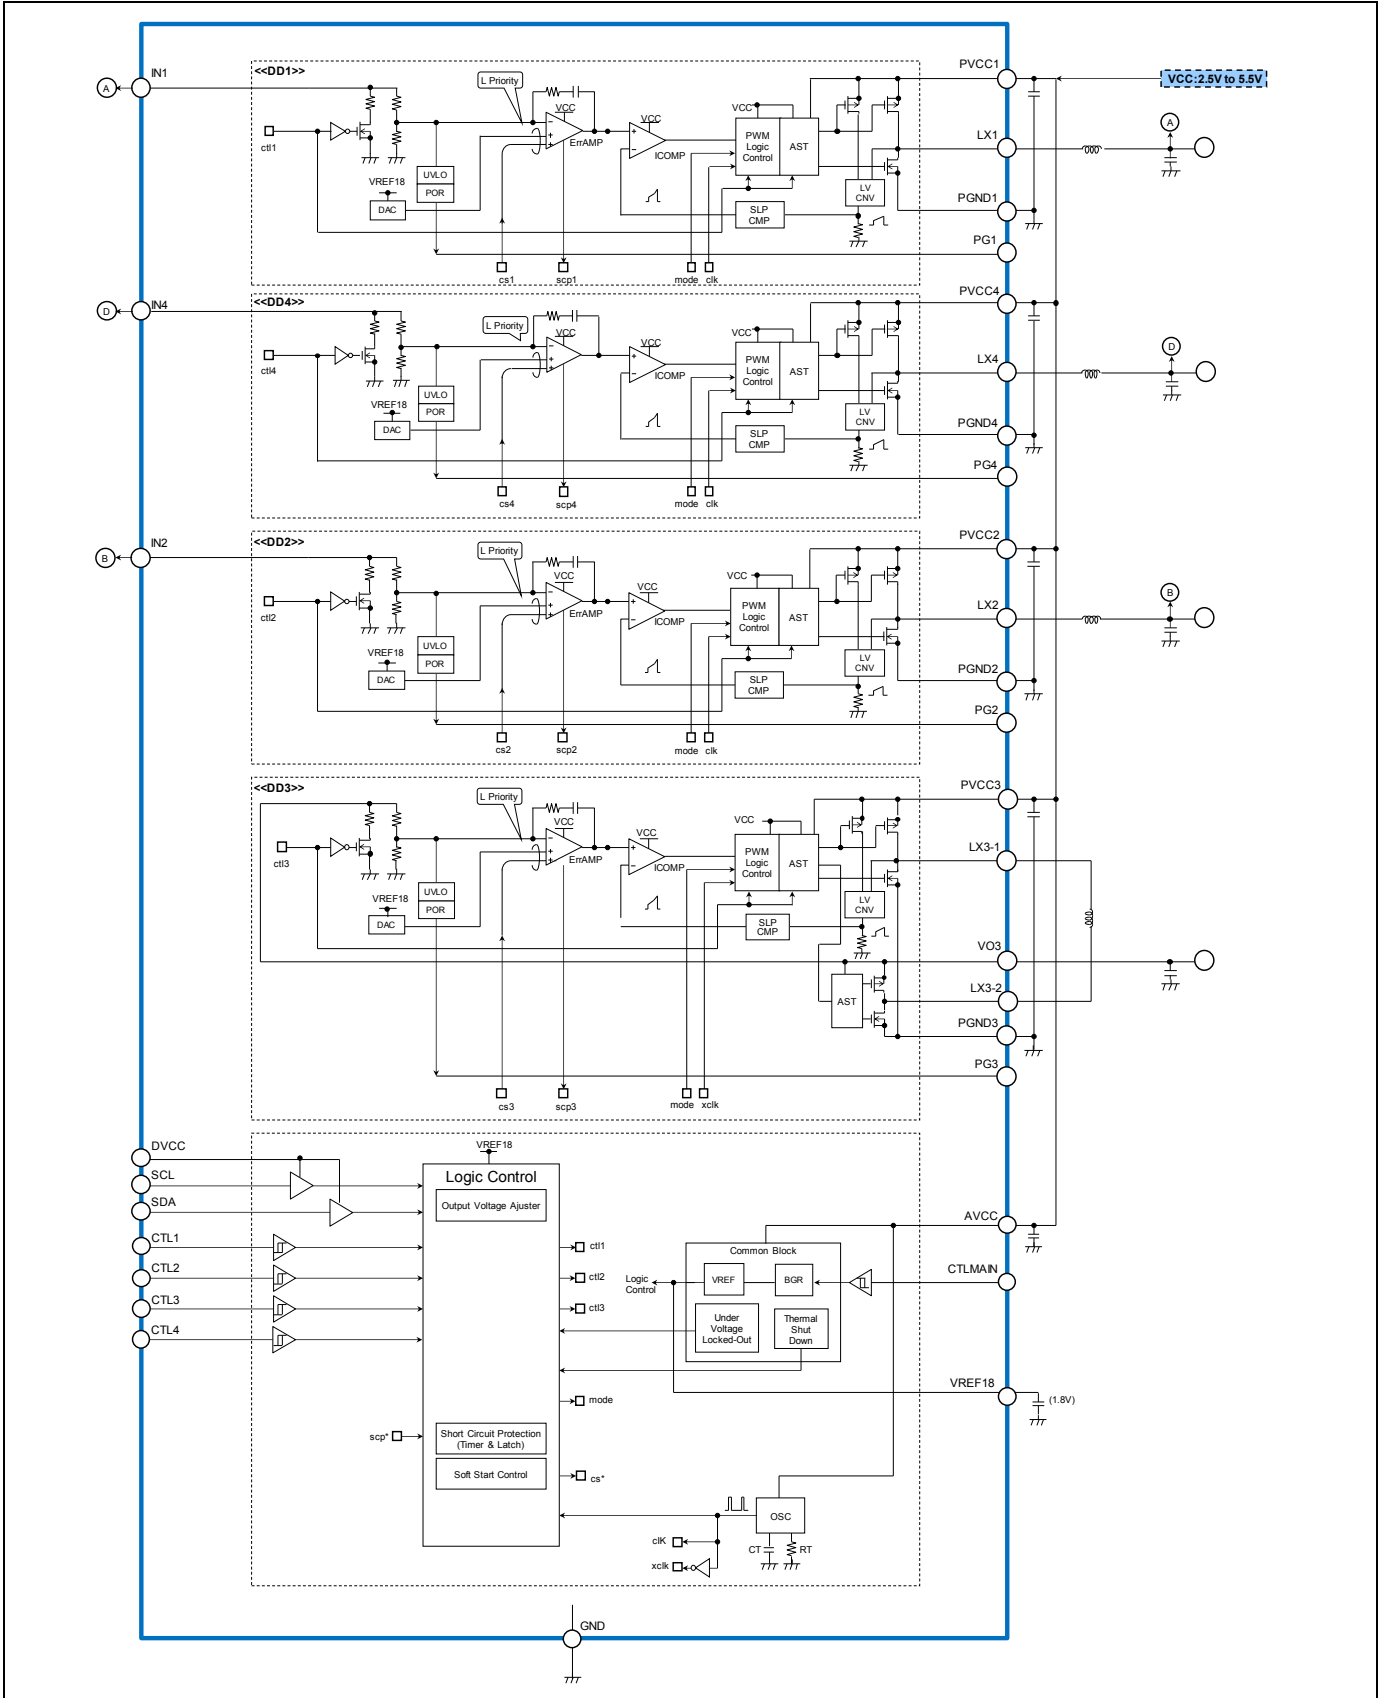 <<DD1>>
IN1
A
ctl1
L Priority
VCC
ErrAMP
VCC
ICOMP
VCC
PWM
Logic
Control
AST
UVLO
POR
VREF18
DAC
SLP
CMP
LV
CNV
cs1
scp1
mode
clk
PVCC1
VCC:2.5V to 5.5V
LX1
A
PGND1
PG1
<<DD4>>
IN4
D
ctl4
L Priority
VCC
ErrAMP
VCC
ICOMP
VCC
PWM
Logic
Control
AST
UVLO
POR
VREF18
DAC
SLP
CMP
LV
CNV
cs4
scp4
mode
clk
PVCC4
LX4
D
PGND4
PG4
<<DD2>>
IN2
B
ctl2
L Priority
VCC
ErrAMP
VCC
ICOMP
VCC
PWM
Logic
Control
AST
UVLO
POR
VREF18
DAC
SLP
CMP
LV
CNV
cs2
scp2
mode
clk
PVCC2
LX2
B
PGND2
PG2
<<DD3>>
ctl3
L Priority
VCC
ErrAMP
VCC
ICOMP
VCC
PWM
Logic
Control
AST
UVLO
POR
VREF18
DAC
SLP
CMP
LV
CNV
AST
cs3
scp3
mode
xclk
PVCC3
LX3-1
VO3
LX3-2
PGND3
PG3
DVCC
SCL
SDA
CTL1
CTL2
CTL3
CTL4
VREF18
Logic Control
Output Voltage Ajuster
ctl1
ctl2
ctl3
mode
scp*
Short Circuit Protection
(Timer & Latch)
Soft Start Control
cs*
Common Block
Logic
Control
VREF
BGR
Under
Voltage
Locked-Out
Thermal
Shut
Down
AVCC
CTLMAIN
VREF18
(1.8V)
OSC
CT
RT
clK
xclk
GND